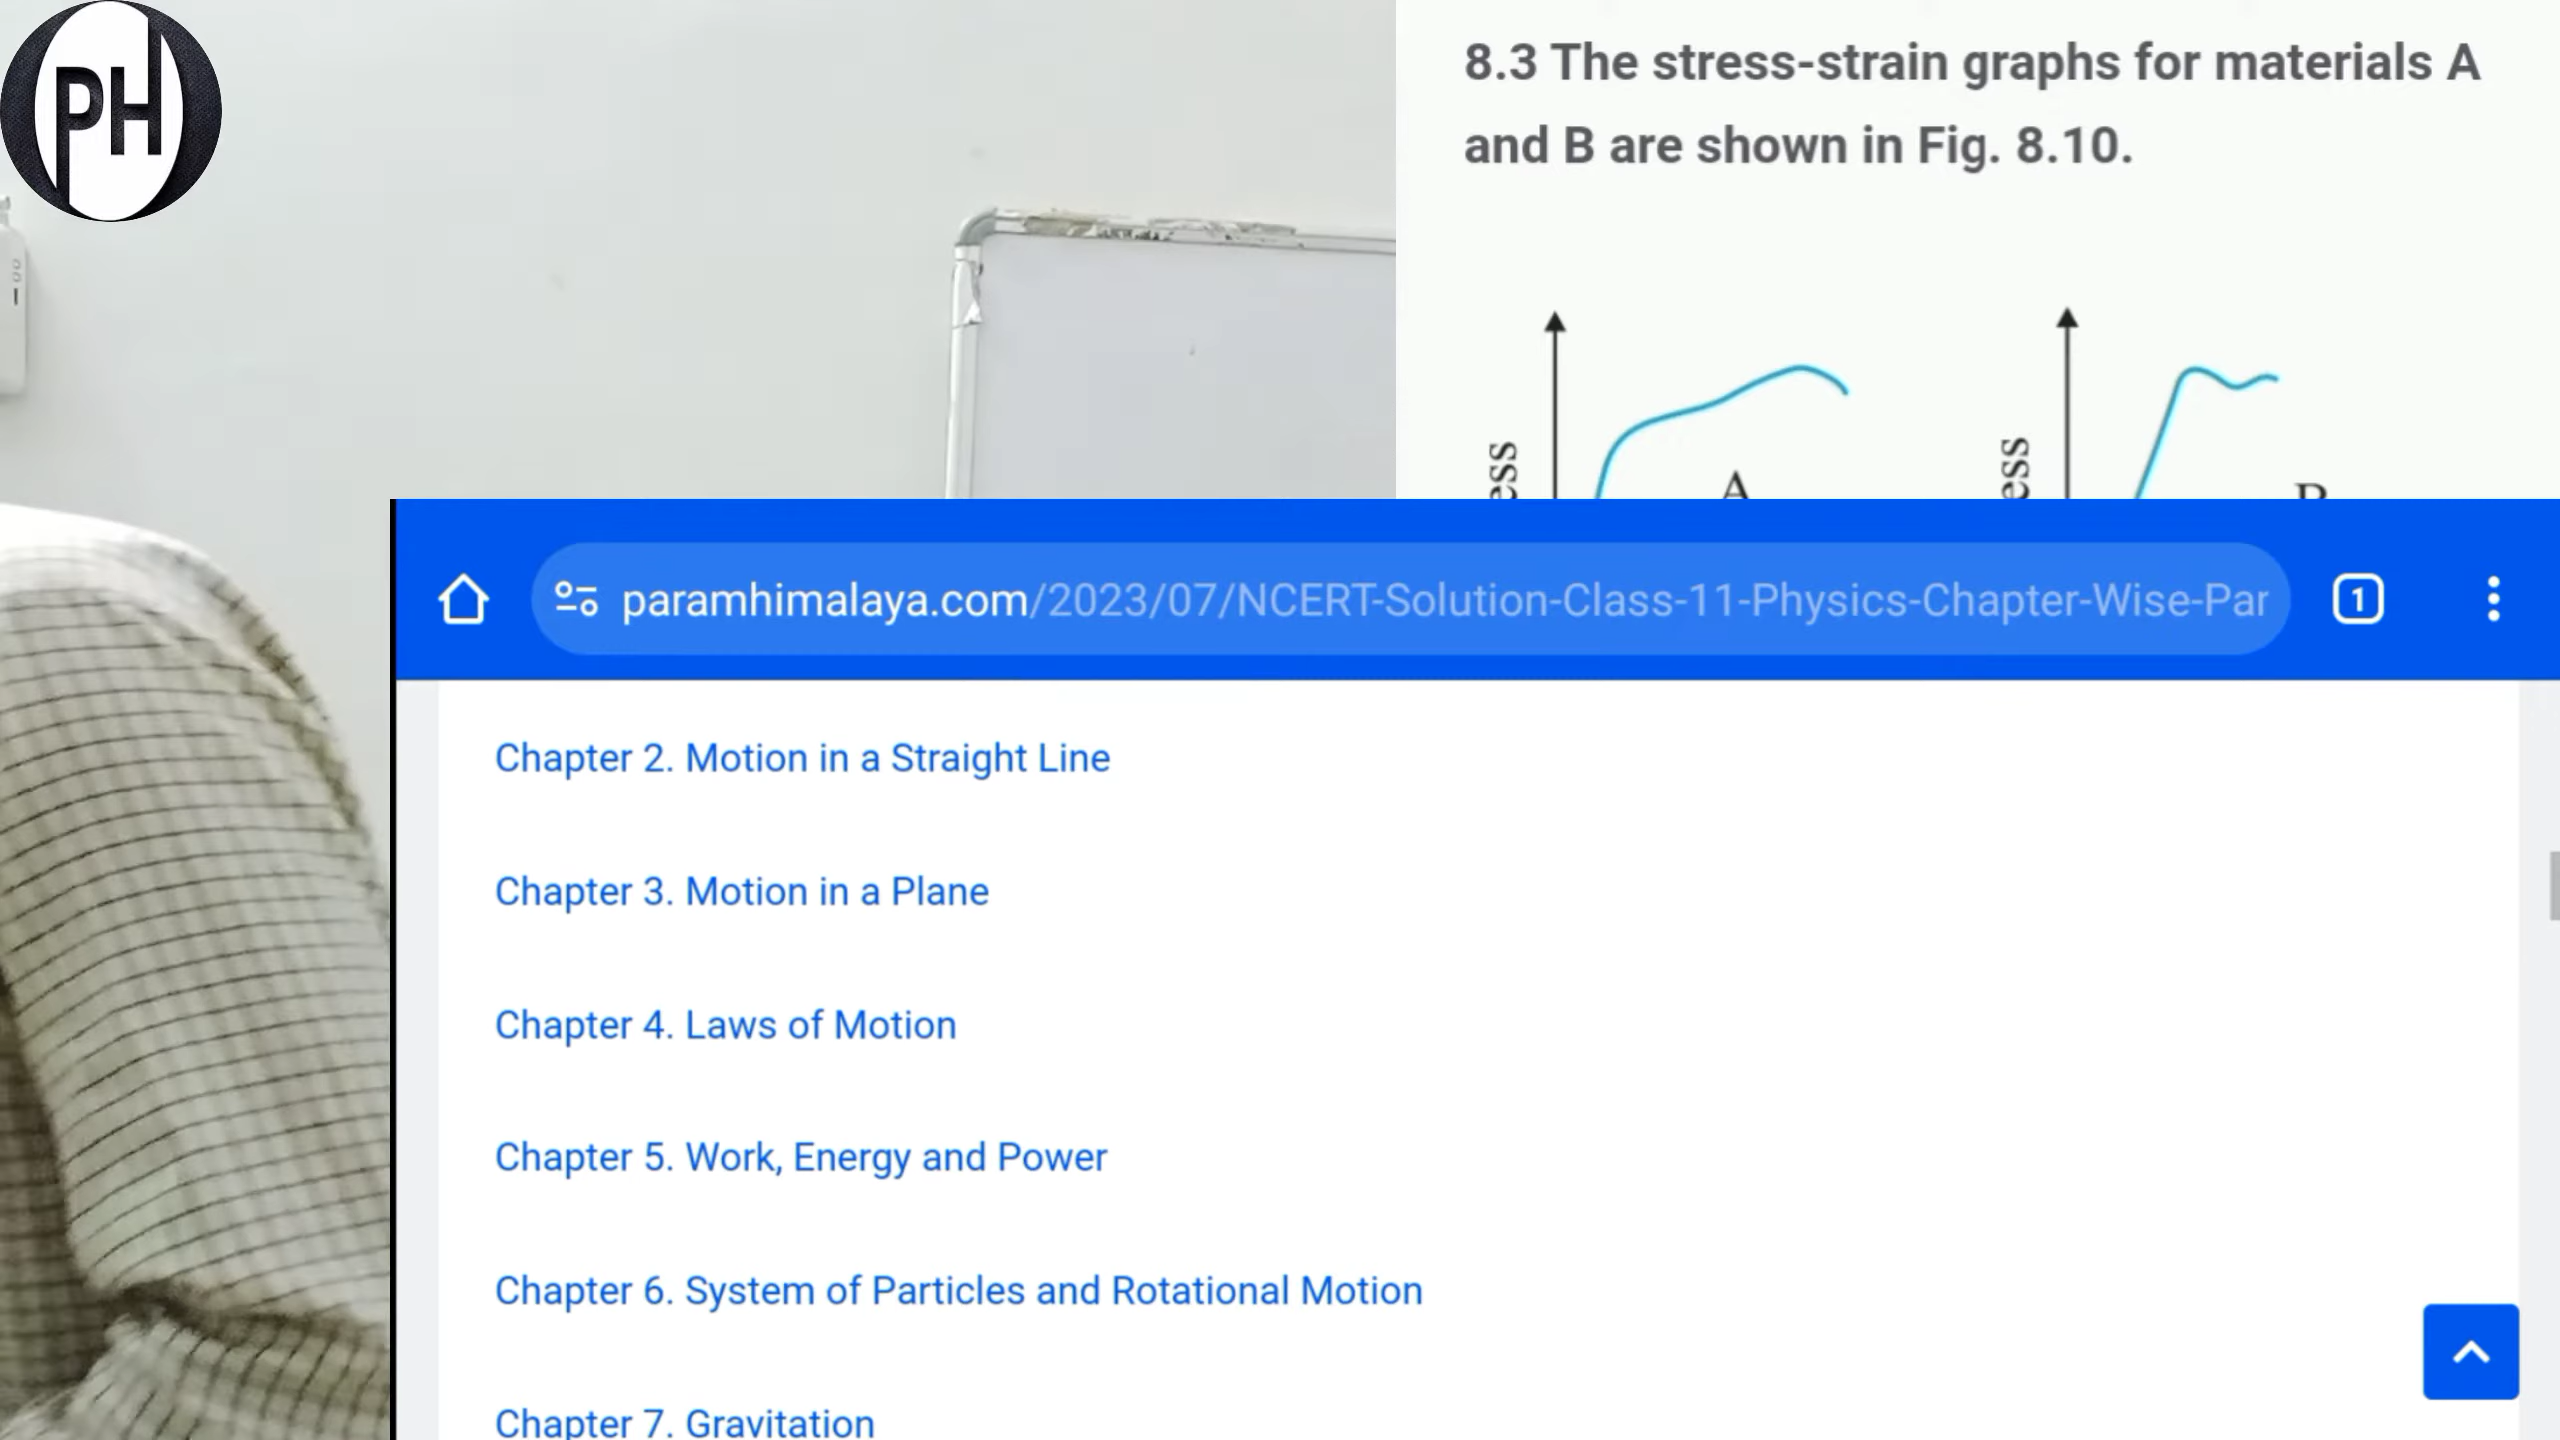 PH
8.3 The stress-strain graphs for materials A
and B are shown in Fig. 8.10.
A
B
paramhimalaya.com/2023/07/NCERT-Solution-Class-11-Physics-Chapter-Wise-Par
1
Chapter 2. Motion in a Straight Line
Chapter 3. Motion in a Plane
Chapter 4. Laws of Motion
Chapter 5. Work, Energy and Power
Chapter 6. System of Particles and Rotational Motion
Chapter 7. Gravitation